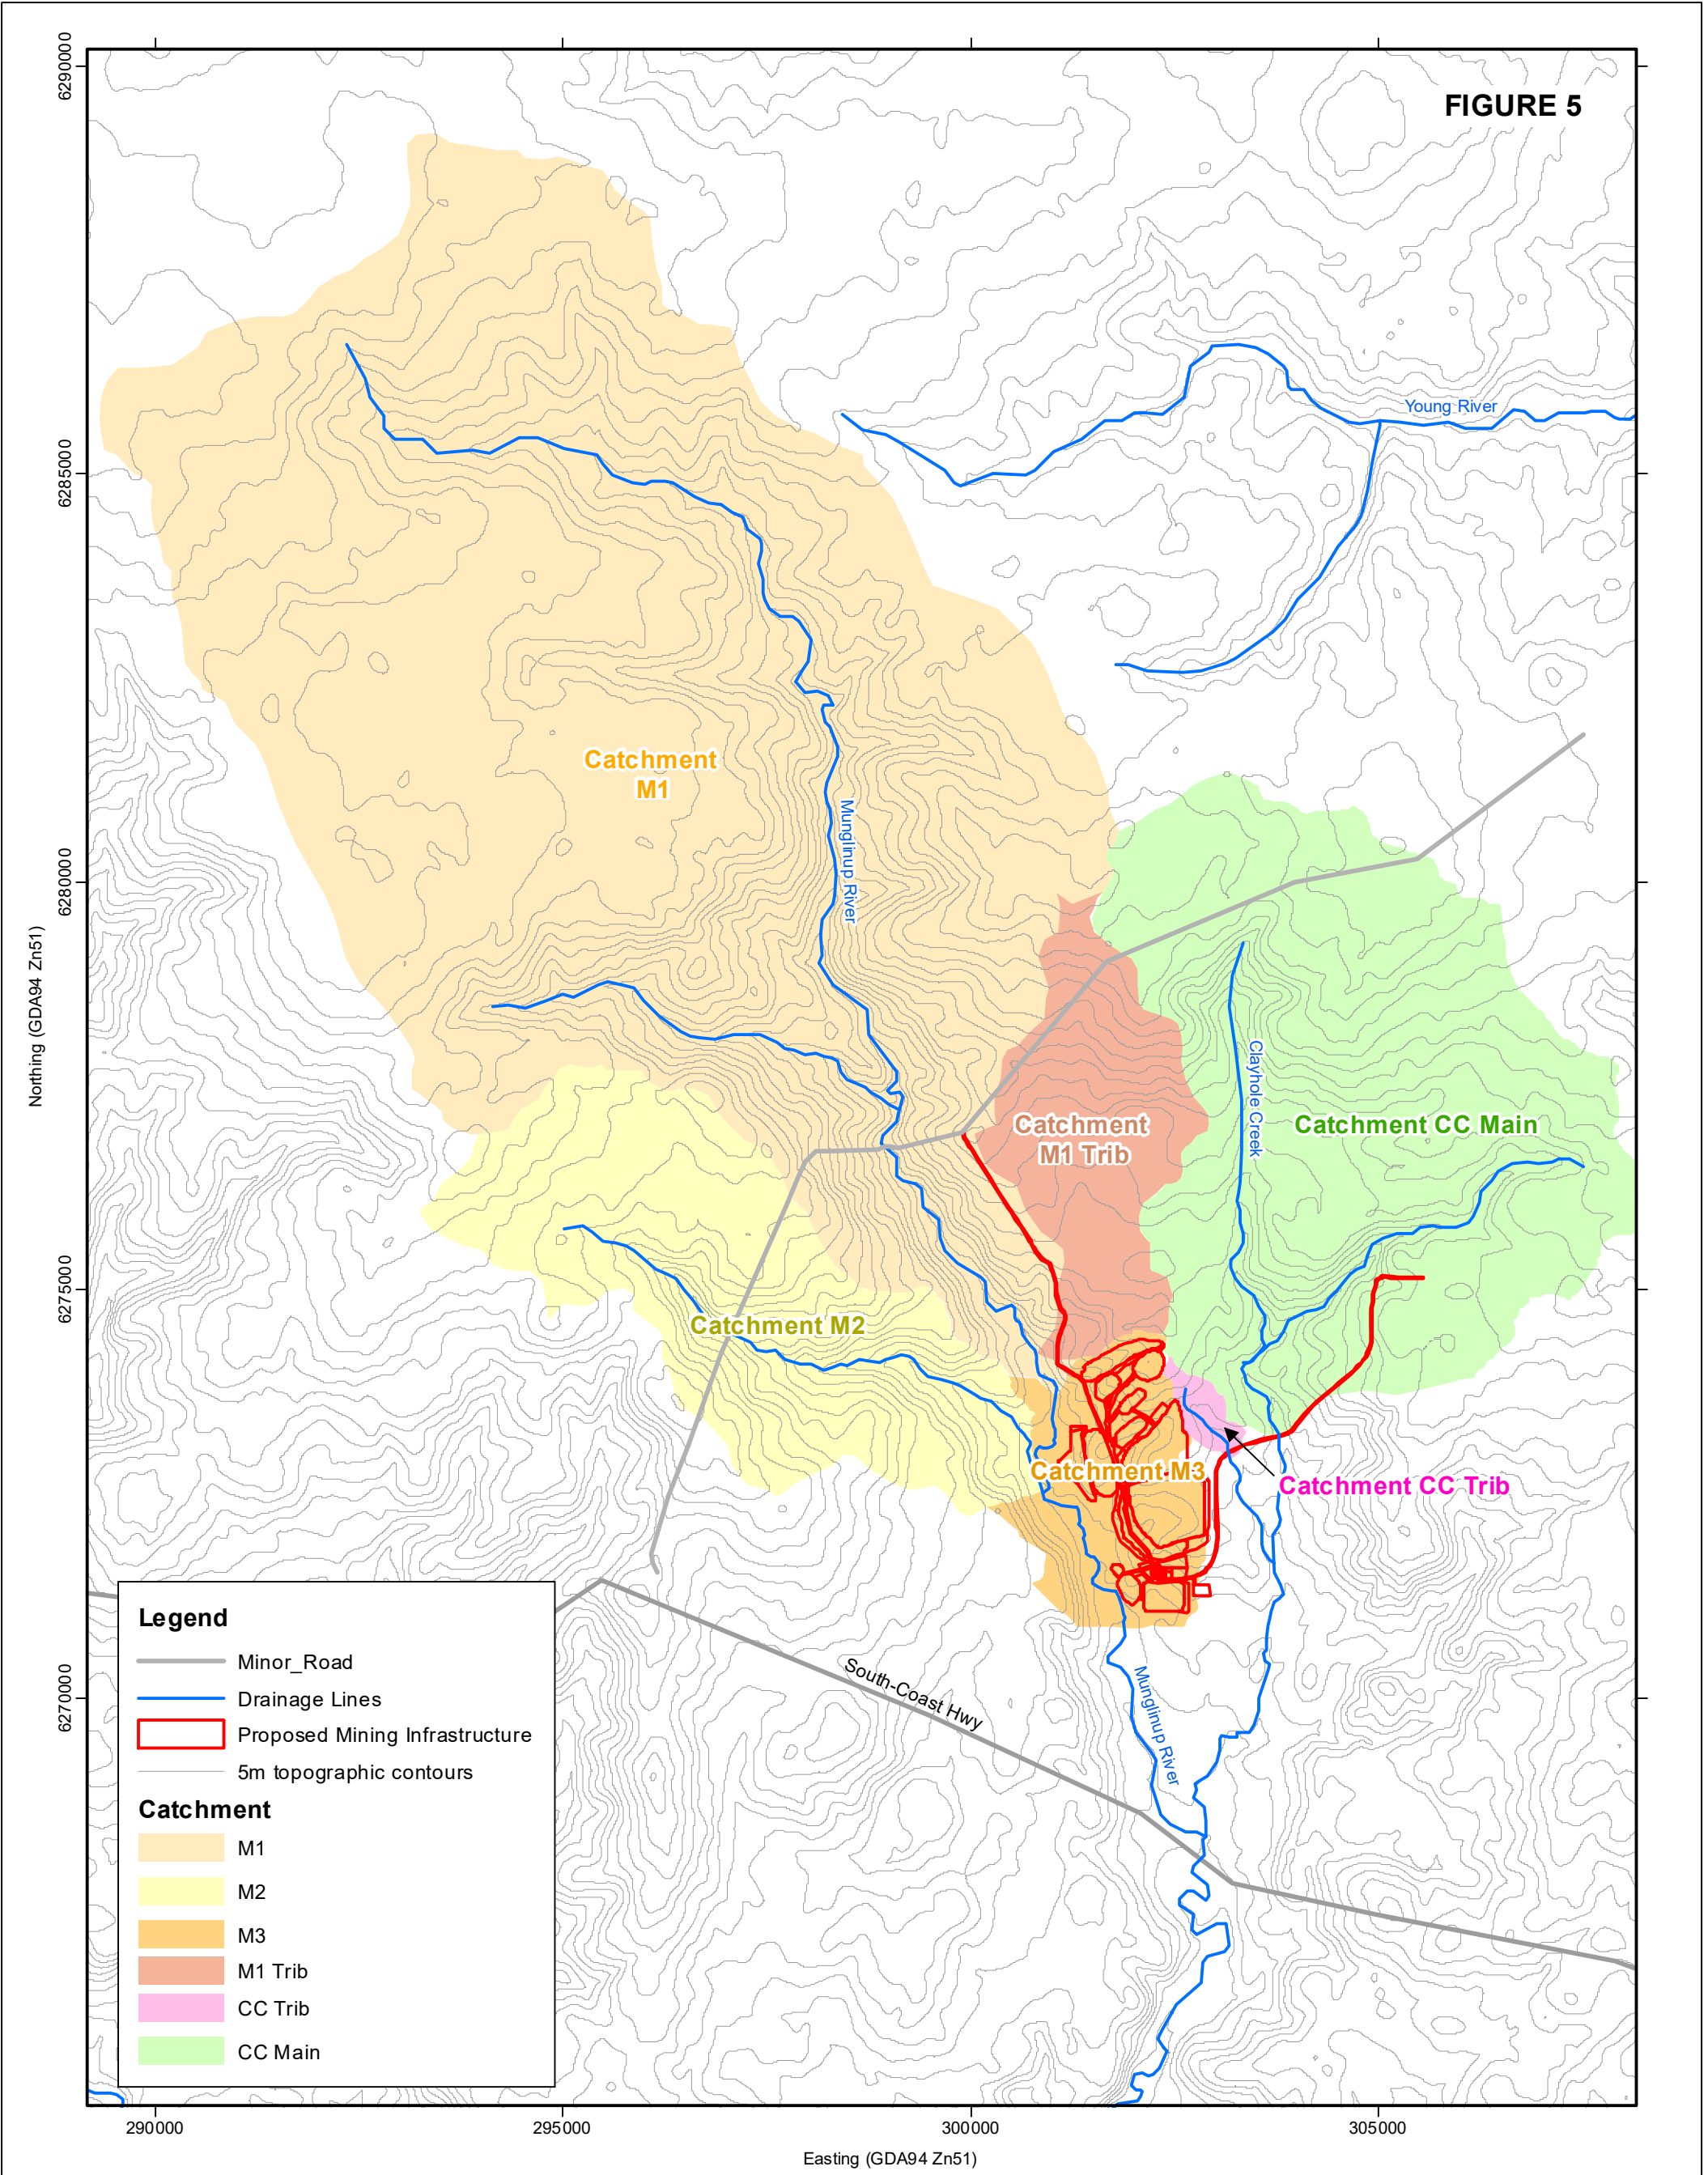 FIGURE 5
6290000
6285000
6280000
6275000
6270000
Northing (GDA94 Zn51)
Young River
Catchment
M1
Munglinup River
Clayhole Creek
Catchment
M1 Trib
Catchment CC Main
Catchment M2
Catchment M3
Catchment CC Trib
South-Coast Hwy
Munglinup River
Legend
Minor_Road
Drainage Lines
Proposed Mining Infrastructure
5m topographic contours
Catchment
M1
M2
M3
M1 Trib
CC Trib
CC Main
290000
295000
300000
305000
Easting (GDA94 Zn51)